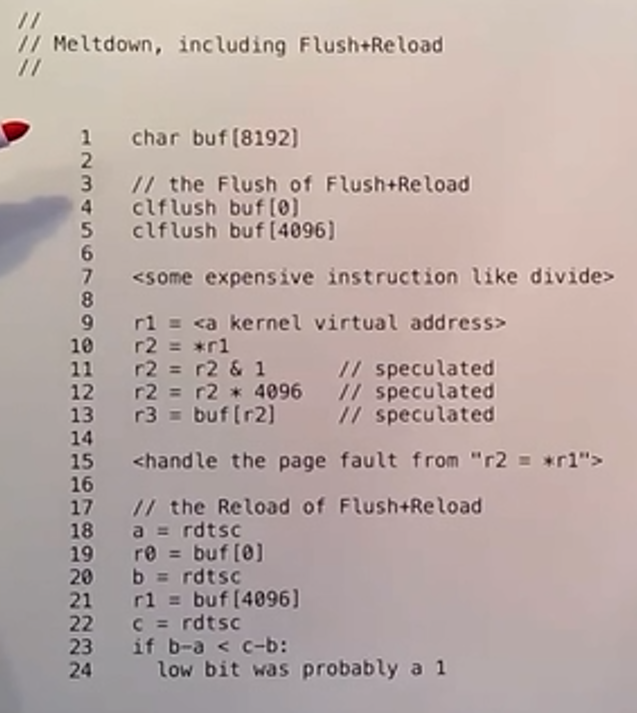 //
// Meltdown, including Flush+Reload
//
1 char buf[8192]
2
3 // the Flush of Flush+Reload
4 clflush buf[0]
5 clflush buf[4096]
6
7 <some expensive instruction like divide>
8
9 r1 = <a kernel virtual address>
10 r2 = *r1
11 r2 = r2 & 1 // speculated
12 r2 = r2 * 4096 // speculated
13 r3 = buf[r2] // speculated
14
15 <handle the page fault from "r2 = *r1">
16
17 // the Reload of Flush+Reload
18 a = rdtsc
19 r0 = buf[0]
20 b = rdtsc
21 r1 = buf[4096]
22 c = rdtsc
23 if b-a < c-b:
24 low bit was probably a 1